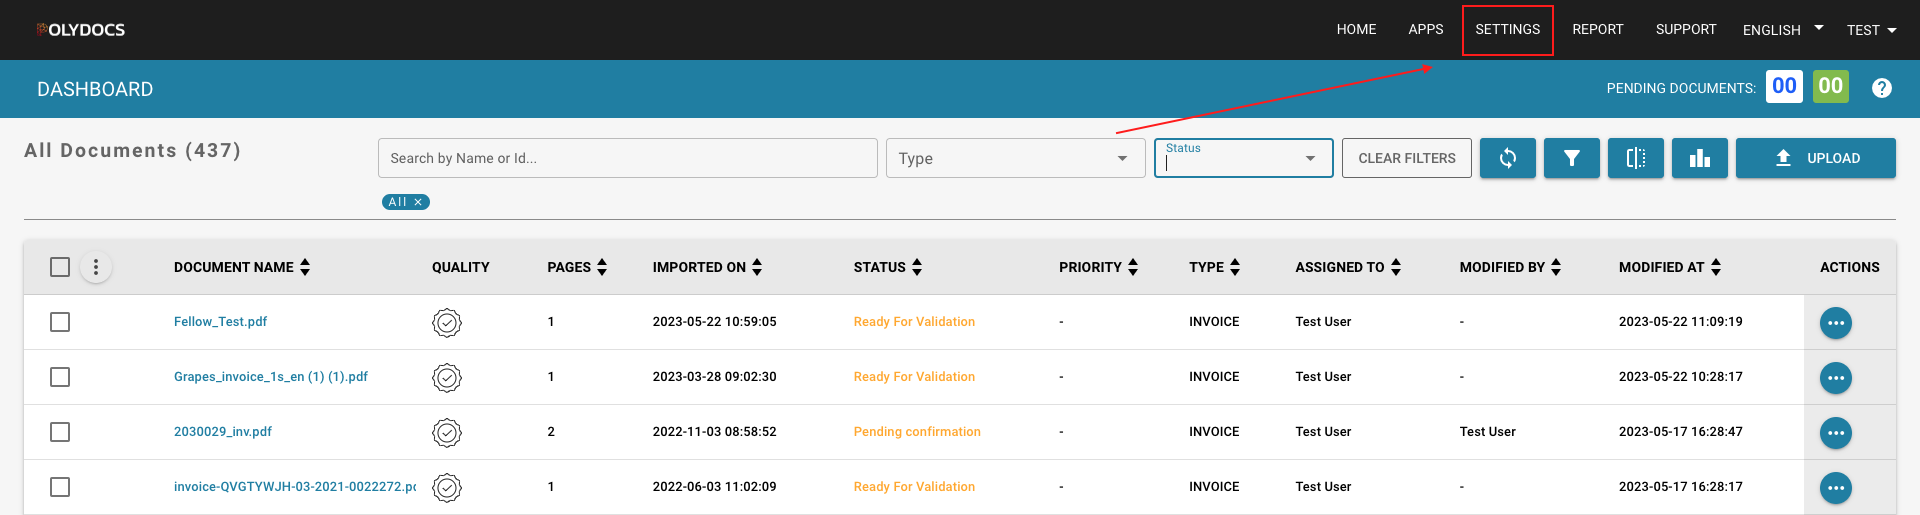 POLYDOCS HOME APPS SETTINGS REPORT SUPPORT ENGLISH TEST
DASHBOARD PENDING DOCUMENTS: 00 00 ?
All Documents (437) Search by Name or Id... Type Status CLEAR FILTERS UPLOAD
All ×
DOCUMENT NAME QUALITY PAGES IMPORTED ON STATUS PRIORITY TYPE ASSIGNED TO MODIFIED BY MODIFIED AT ACTIONS
Fellow_Test.pdf 1 2023-05-22 10:59:05 Ready For Validation - INVOICE Test User - 2023-05-22 11:09:19
Grapes_invoice_1s_en (1) (1).pdf 1 2023-03-28 09:02:30 Ready For Validation - INVOICE Test User - 2023-05-22 10:28:17
2030029_inv.pdf 2 2022-11-03 08:58:52 Pending confirmation - INVOICE Test User Test User 2023-05-17 16:28:47
invoice-QVGTYWJH-03-2021-0022272.pd 1 2022-06-03 11:02:09 Ready For Validation - INVOICE Test User - 2023-05-17 16:28:17